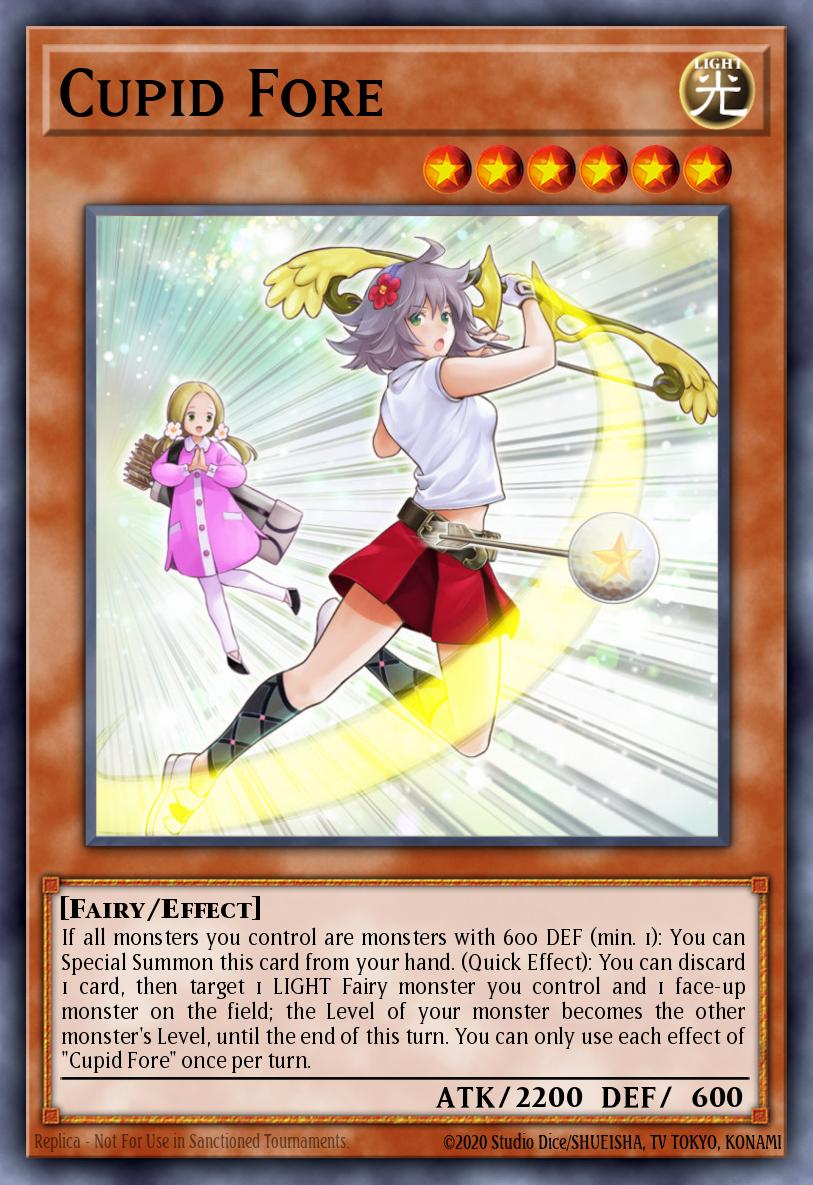 Cupid Fore
LIGHT
光
[Fairy/Effect]
If all monsters you control are monsters with 600 DEF (min. 1): You can
Special Summon this card from your hand. (Quick Effect): You can discard
1 card, then target 1 LIGHT Fairy monster you control and 1 face-up
monster on the field; the Level of your monster becomes the other
monster's Level, until the end of this turn. You can only use each effect of
"Cupid Fore" once per turn.
ATK/2200 DEF/ 600
Replica - Not For Use in Sanctioned Tournaments.
©2020 Studio Dice/SHUEISHA, TV TOKYO, KONAMI